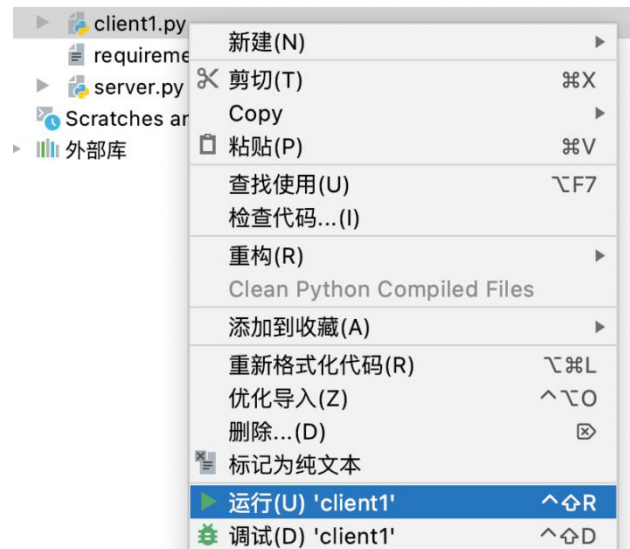 client1.py
requireme
server.py
Scratches ar
外部库
新建(N)
剪切(T) ⌘X
Copy
粘贴(P) ⌘V
查找使用(U) ⌥F7
检查代码...(I)
重构(R)
Clean Python Compiled Files
添加到收藏(A)
重新格式化代码(R) ⌥⌘L
优化导入(Z) ^⌥O
删除...(D) ⌦
标记为纯文本
运行(U) 'client1' ^⇧R
调试(D) 'client1' ^⇧D